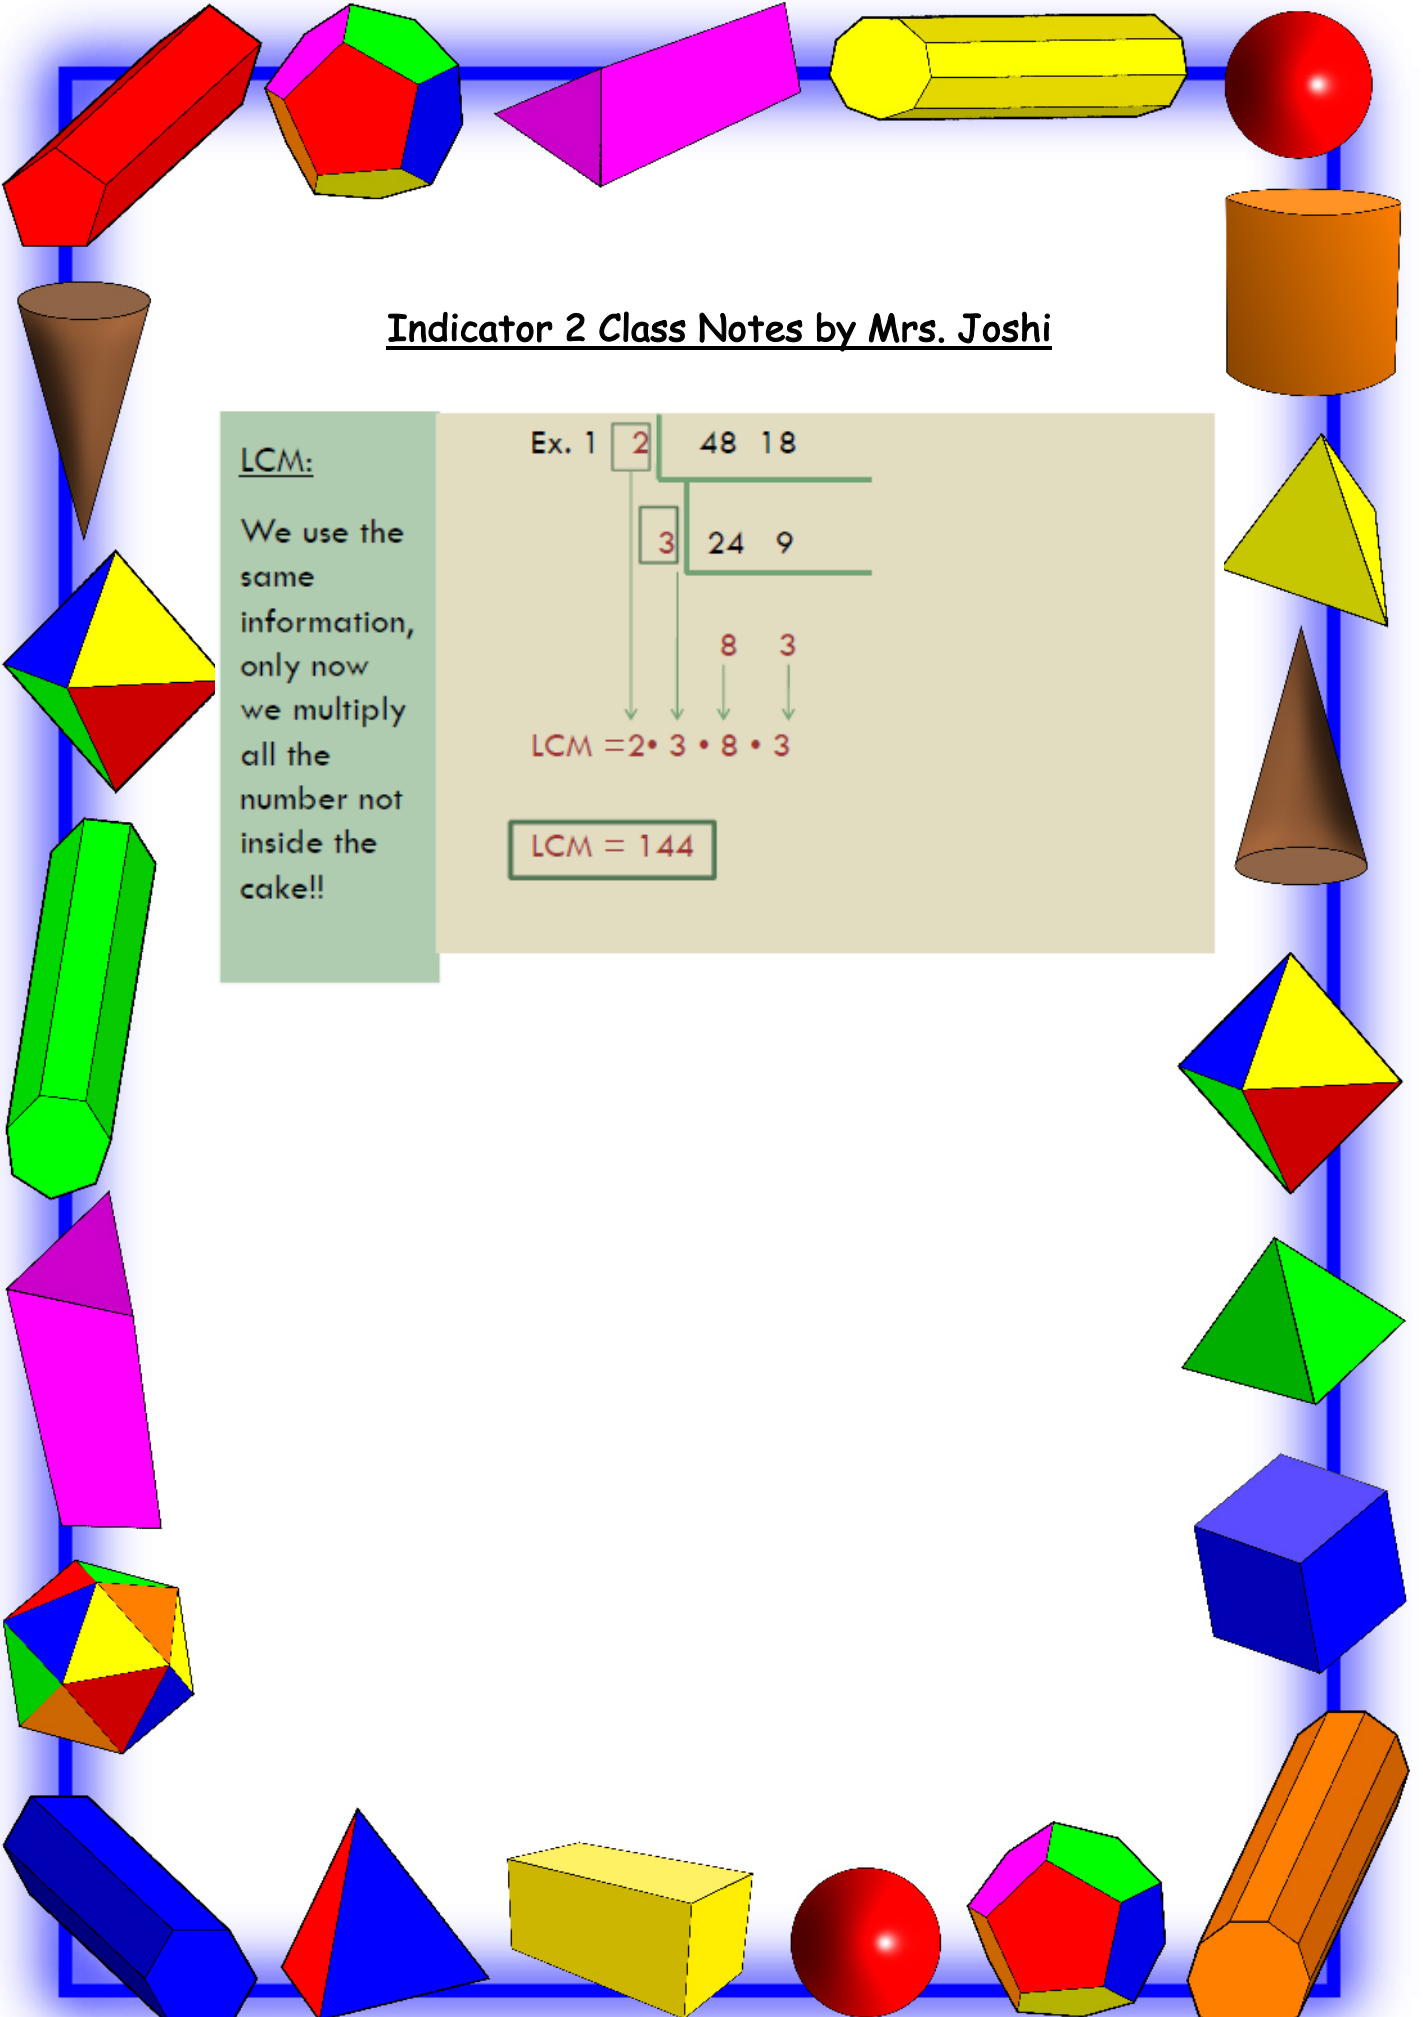 Indicator 2 Class Notes by Mrs. Joshi
LCM:
We use the
same
information,
only now
we multiply
all the
number not
inside the
cake!!
Ex. 1 2 48 18
3 24 9
8 3
LCM =2• 3 • 8 • 3
LCM = 144